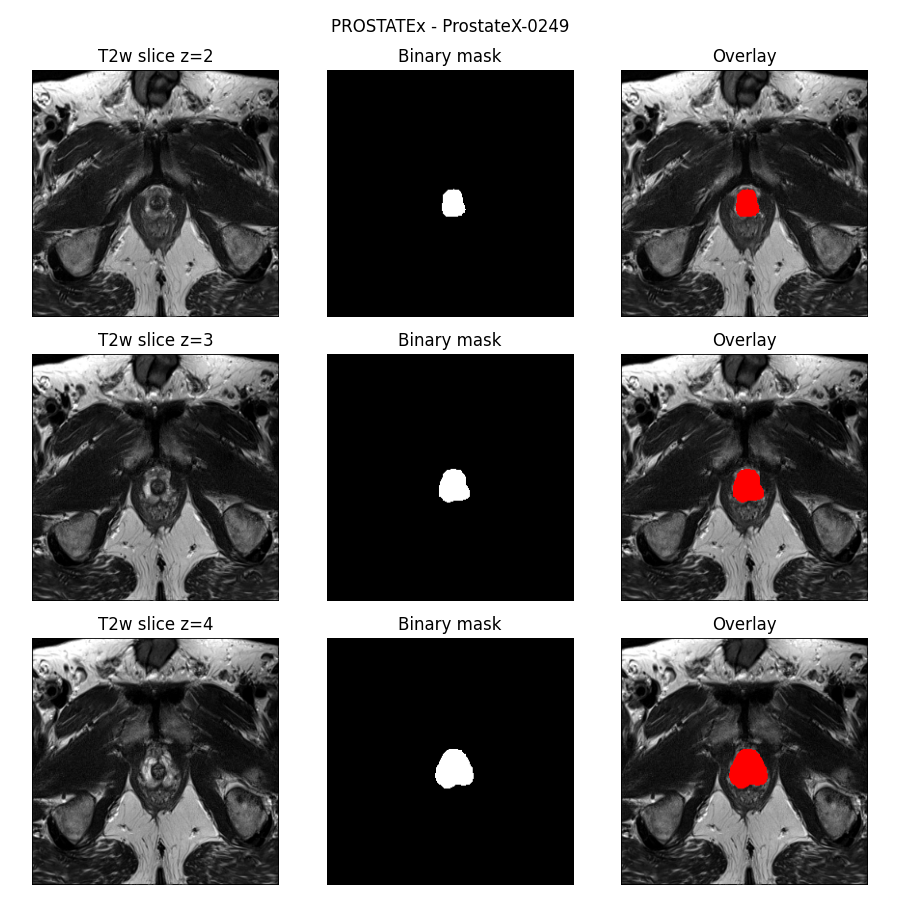 PROSTATEx - ProstateX-0249
T2w slice z=2
Binary mask
Overlay
T2w slice z=3
Binary mask
Overlay
T2w slice z=4
Binary mask
Overlay